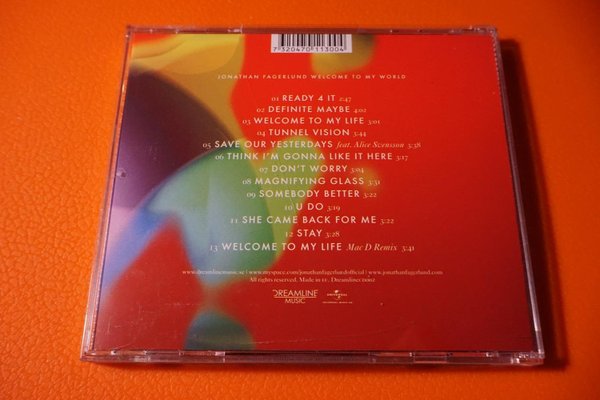 7 320470 113004
JONATHAN FAGERLUND WELCOME TO MY WORLD
01 READY 4 IT 2:47
02 DEFINITE MAYBE 4:02
03 WELCOME TO MY LIFE 3:01
04 TUNNEL VISION 3:44
05 SAVE OUR YESTERDAYS feat. Alice Svensson 3:38
06 THINK I'M GONNA LIKE IT HERE 3:17
07 DON'T WORRY 3:04
08 MAGNIFYING GLASS 3:31
09 SOMEBODY BETTER 3:22
10 U DO 3:19
11 SHE CAME BACK FOR ME 3:22
12 STAY 3:28
13 WELCOME TO MY LIFE Mac D Remix 3:41
www.dreamlinemusic.se | www.myspace.com/jonathanfagerlundofficial | www.jonathanfagerlund.com
All rights reserved. Made in
DREAMLINE
MUSIC
UNIVERSAL